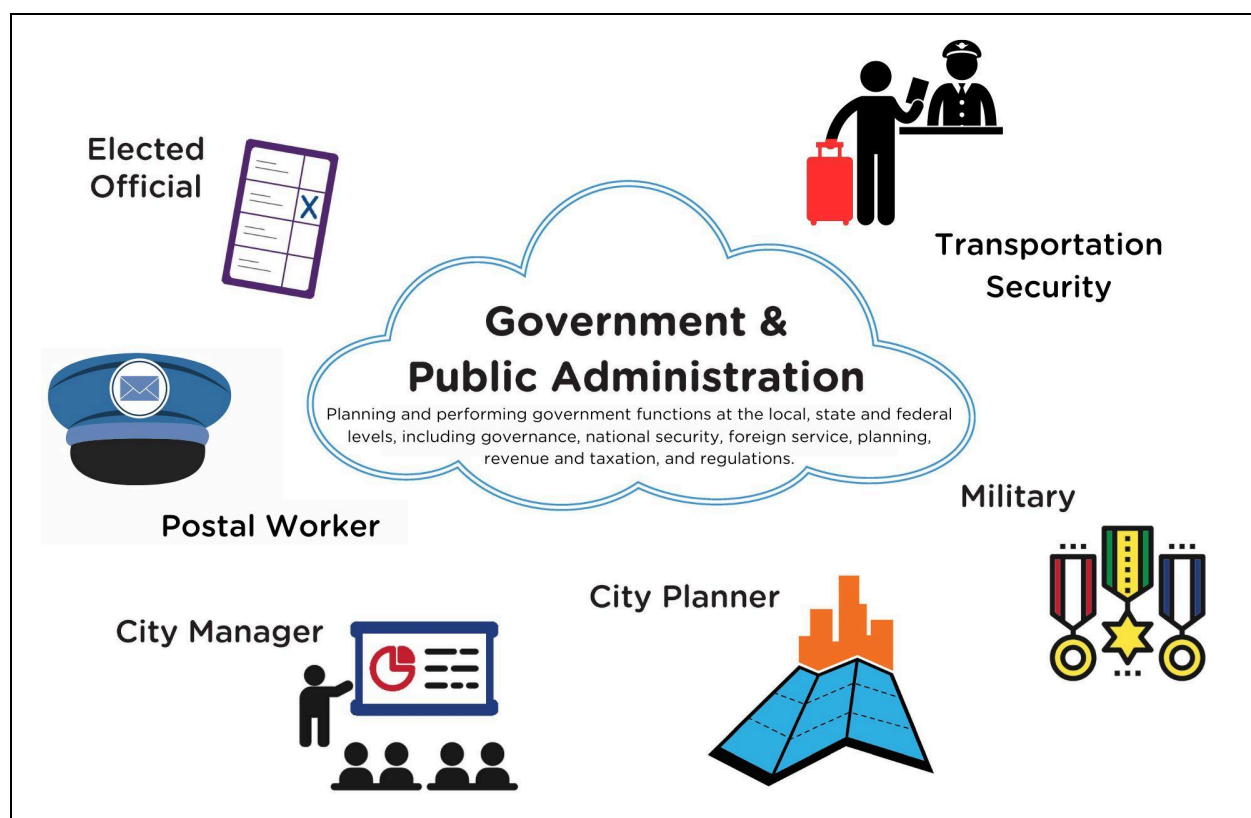 Elected
Official
Transportation
Security
Government &
Public Administration
Planning and performing government functions at the local, state and federal
levels, including governance, national security, foreign service, planning,
revenue and taxation, and regulations.
Military
Postal Worker
City Planner
City Manager
X